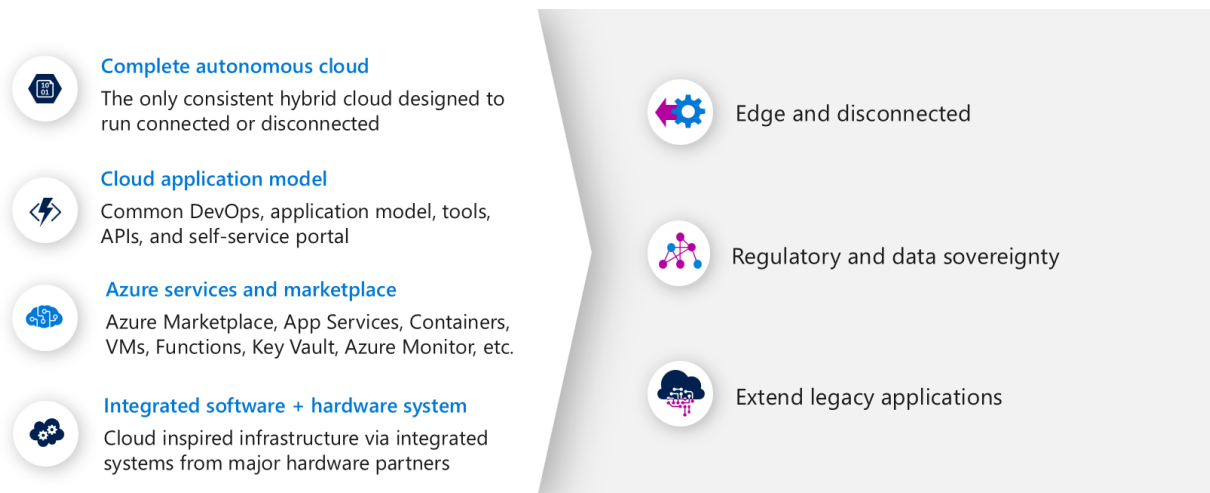 Complete autonomous cloud
The only consistent hybrid cloud designed to
run connected or disconnected
Cloud application model
Common DevOps, application model, tools,
APIs, and self-service portal
Azure services and marketplace
Azure Marketplace, App Services, Containers,
VMs, Functions, Key Vault, Azure Monitor, etc.
Integrated software + hardware system
Cloud inspired infrastructure via integrated
systems from major hardware partners
Edge and disconnected
Regulatory and data sovereignty
Extend legacy applications
10
01